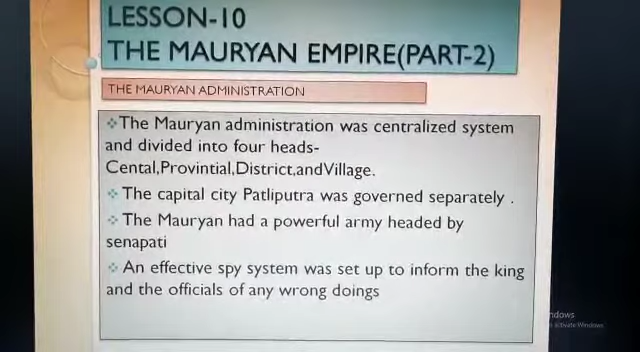 LESSON-10
THE MAURYAN EMPIRE(PART-2)
THE MAURYAN ADMINISTRATION
The Mauryan administration was centralized system
and divided into four heads-
Cental,Provintial,District,andVillage.
The capital city Patliputra was governed separately .
The Mauryan had a powerful army headed by
senapati
An effective spy system was set up to inform the king
and the officials of any wrong doings